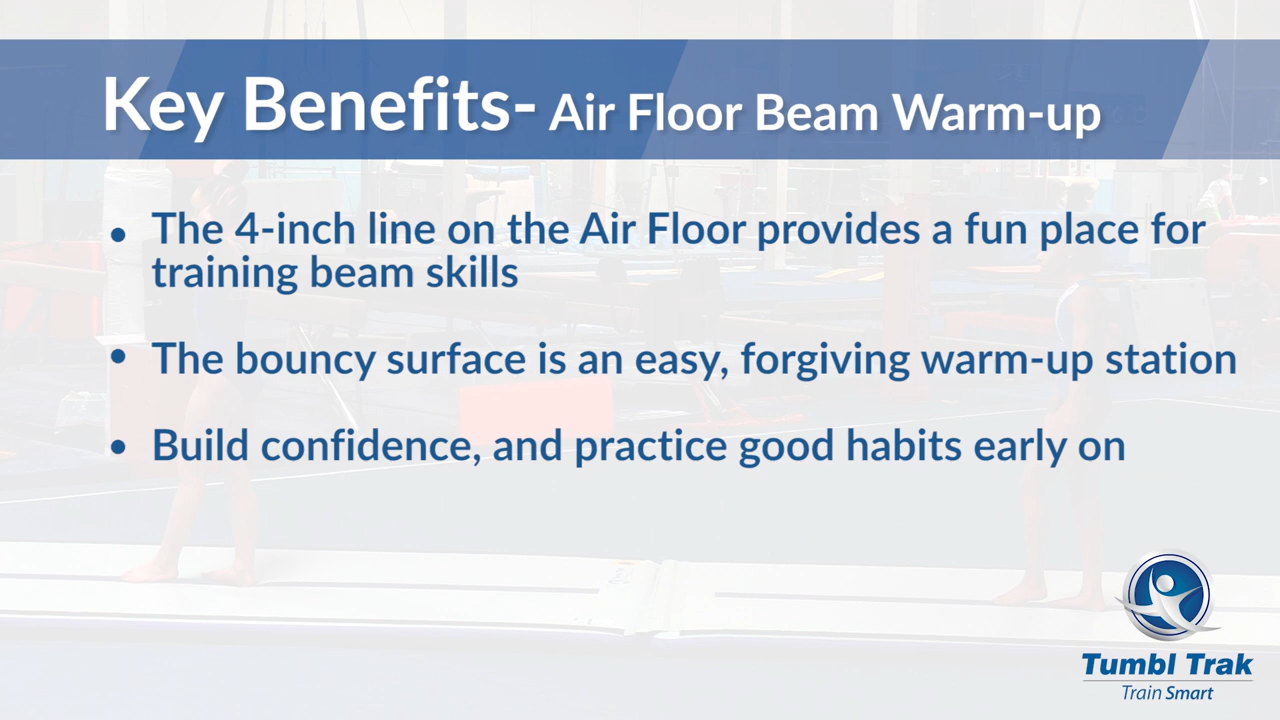 Key Benefits- Air Floor Beam Warm-up
• The 4-inch line on the Air Floor provides a fun place for
training beam skills
• The bouncy surface is an easy, forgiving warm-up station
• Build confidence, and practice good habits early on
Tumbl Trak
Train Smart